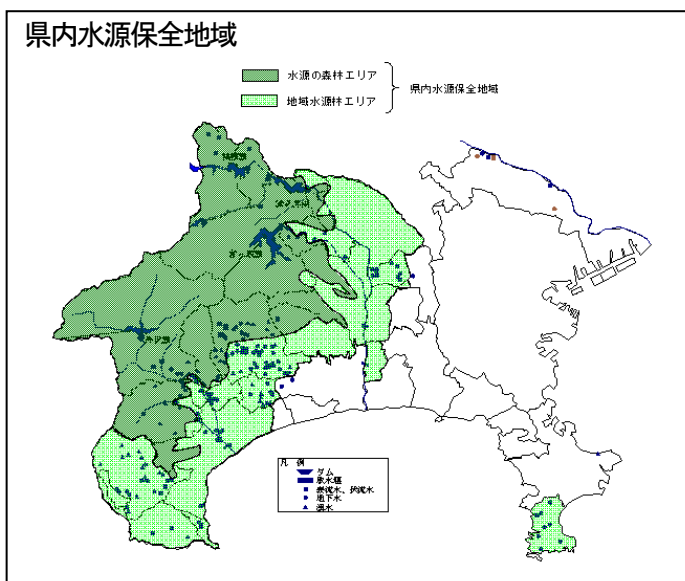 県内水源保全地域
水源の森林エリア
地域水源林エリア
県内水源保全地域
凡 例
ダム
取水堰
表流水、伏流水
地下水
湧水